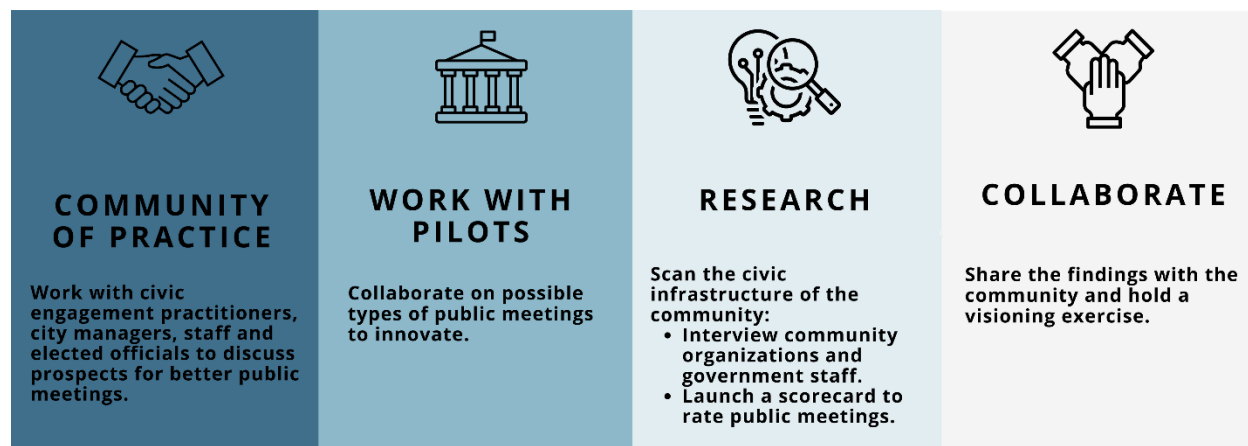 COMMUNITY
OF PRACTICE
Work with civic
engagement practitioners,
city managers, staff and
elected officials to discuss
prospects for better public
meetings.
WORK WITH
PILOTS
Collaborate on possible
types of public meetings
to innovate.
RESEARCH
Scan the civic
infrastructure of the
community:
• Interview community
organizations and
government staff.
• Launch a scorecard to
rate public meetings.
COLLABORATE
Share the findings with the
community and hold a
visioning exercise.